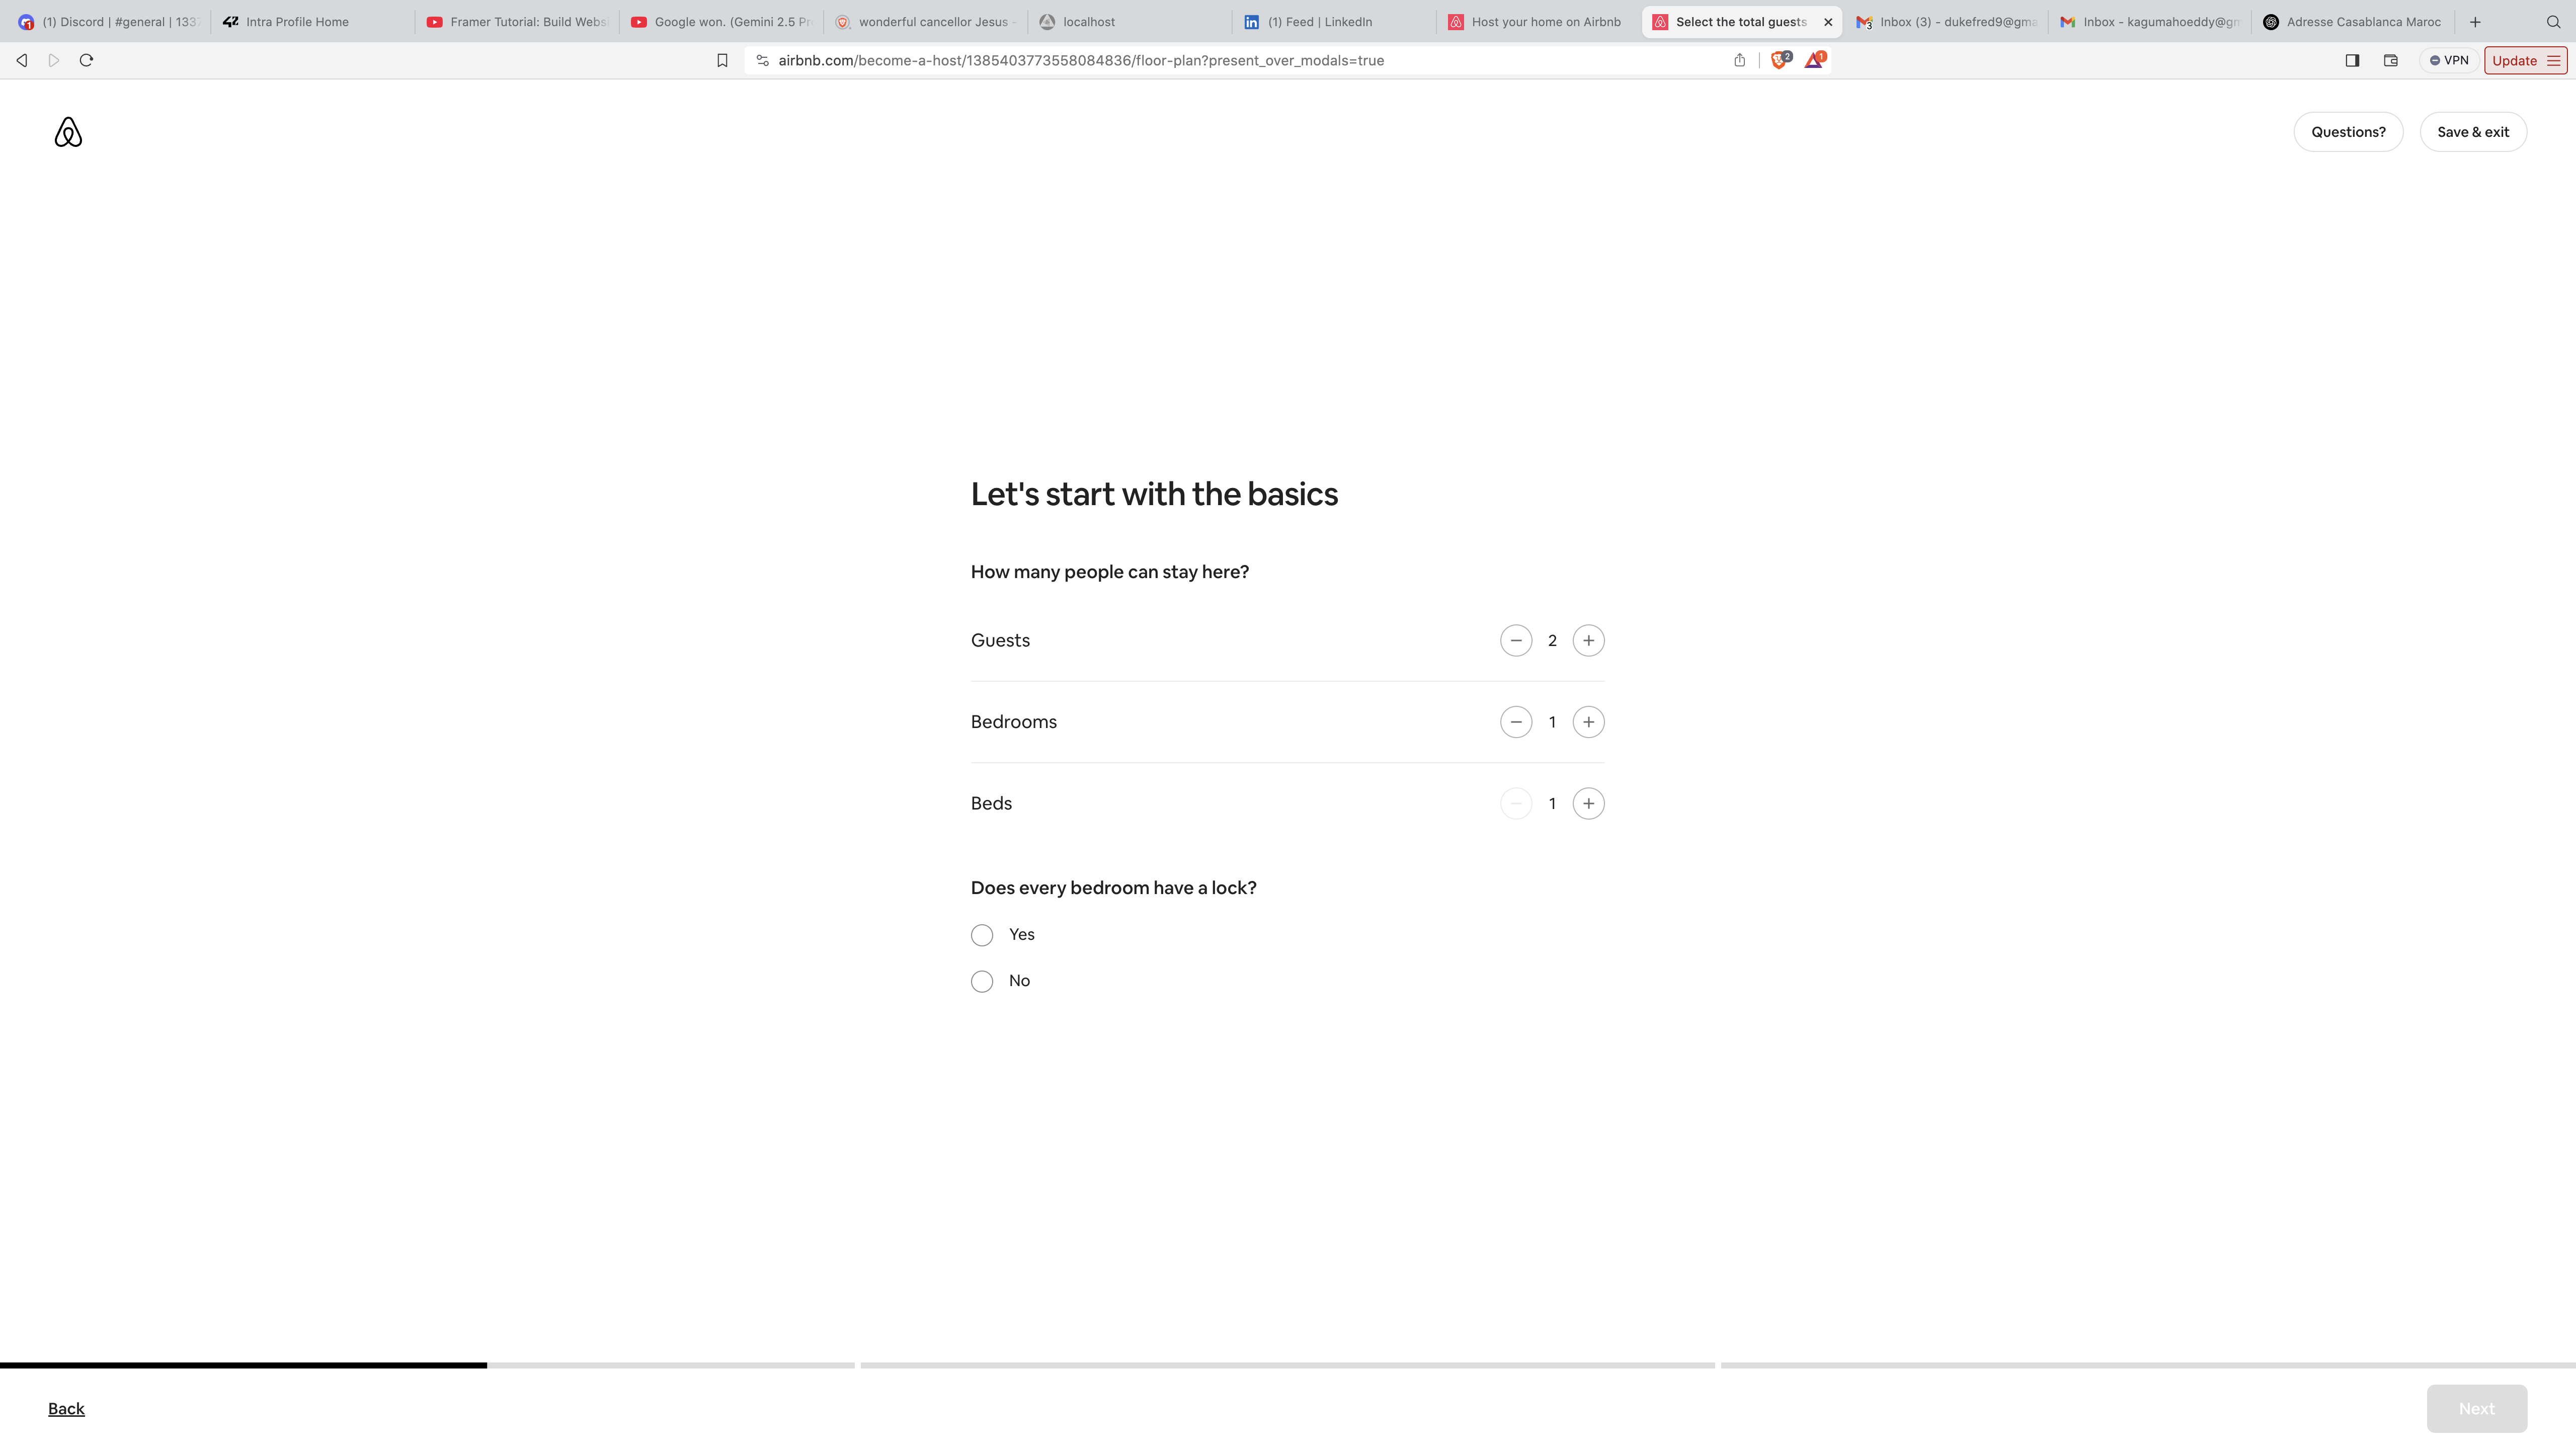 (1) Discord | #general | 1337
Intra Profile Home
Framer Tutorial: Build Webs
Google won. (Gemini 2.5 Pr
wonderful cancellor Jesus -
localhost
(1) Feed | LinkedIn
Host your home on Airbnb
Select the total guests
Inbox (3) - dukefred9@gma
Inbox - kagumahoeddy@gm
Adresse Casablanca Maroc
airbnb.com/become-a-host/1385403773558084836/floor-plan?present_over_modals=true
2
1
VPN
Update
Questions?
Save & exit
Let's start with the basics
How many people can stay here?
Guests 2
Bedrooms 1
Beds 1
Does every bedroom have a lock?
Yes
No
Back
Next